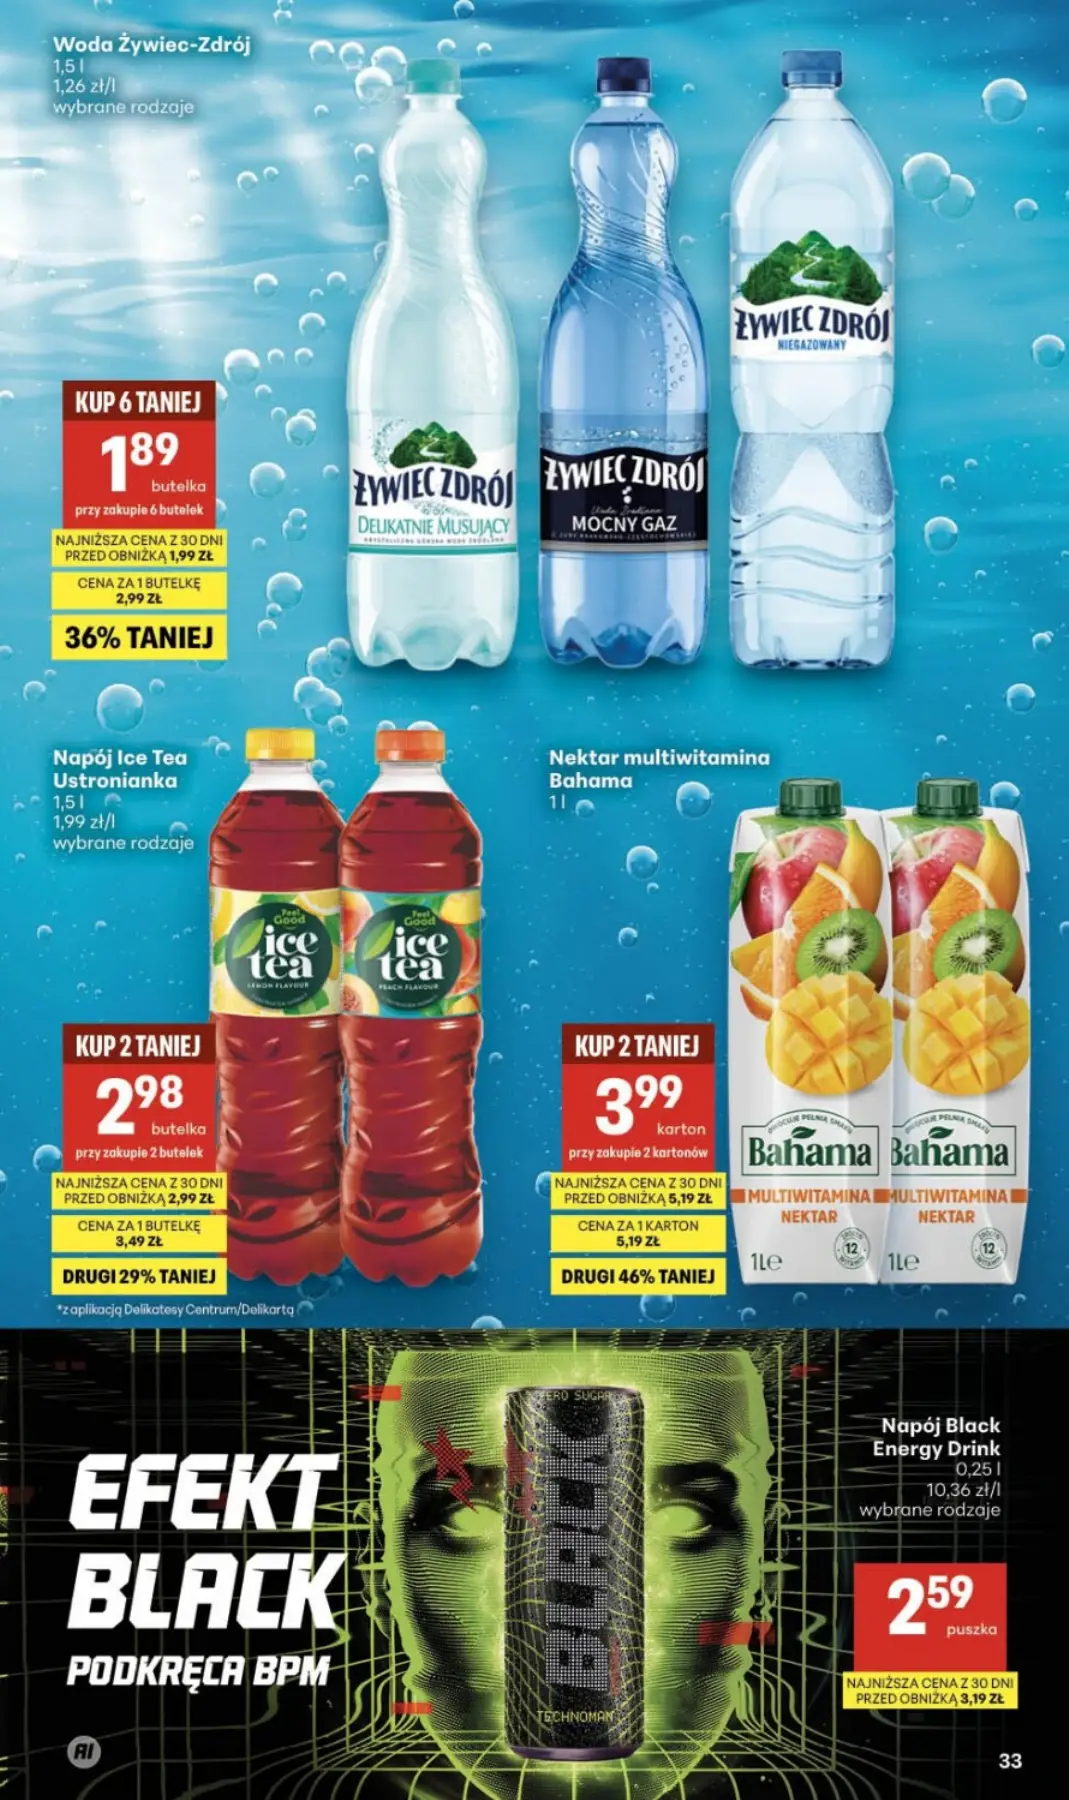 Woda Żywiec-Zdrój
1,5 l
1,26 zł/l
wybrane rodzaje
ŻYWIEC ZDRÓJ
NIEGAZOWANY
ŻYWIEC ZDRÓJ
DELIKATNIE MUSUJĄCY
ŻYWIEC ZDRÓJ
MOCNY GAZ
KUP 6 TANIEJ
1 89
butelka
przy zakupie 6 butelek
NAJNIŻSZA CENA Z 30 DNI
PRZED OBNIŻKĄ 1,99 ZŁ
CENA ZA 1 BUTELKĘ
2,99 ZŁ
36% TANIEJ
Napój Ice Tea
Ustronianka
1,5 l
1,99 zł/l
wybrane rodzaje
Feel
Good
ice
tea
LEMON FLAVOUR
Feel
Good
ice
tea
PEACH FLAVOUR
KUP 2 TANIEJ
2 98
butelka
przy zakupie 2 butelek
NAJNIŻSZA CENA Z 30 DNI
PRZED OBNIŻKĄ 2,99 ZŁ
CENA ZA 1 BUTELKĘ
3,49 ZŁ
DRUGI 29% TANIEJ
*z aplikacją Delikatesy Centrum/Delikartą
Nektar multiwitamina
Bahama
1 l
KUP 2 TANIEJ
3 99
karton
przy zakupie 2 kartonów
NAJNIŻSZA CENA Z 30 DNI
PRZED OBNIŻKĄ 5,19 ZŁ
CENA ZA 1 KARTON
5,19 ZŁ
DRUGI 46% TANIEJ
OWOCUJE PEŁNIĄ SMAKU
Bahama
MULTIWITAMINA
NEKTAR
12
1L e
OWOCUJE PEŁNIĄ SMAKU
Bahama
MULTIWITAMINA
NEKTAR
12
1L e
EFEKT
BLACK
PODKRĘCA BPM
AI
ZERO SUGAR
BLACK
TECHNOMAN
Napój Black
Energy Drink
0,25 l
10,36 zł/l
wybrane rodzaje
2 59
puszka
NAJNIŻSZA CENA Z 30 DNI
PRZED OBNIŻKĄ 3,19 ZŁ
33